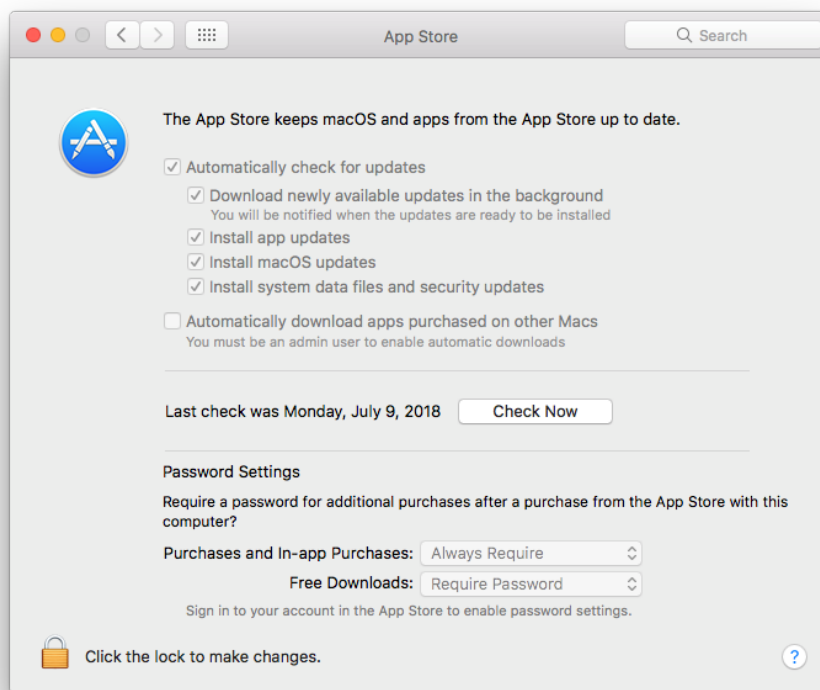 App Store
Search
The App Store keeps macOS and apps from the App Store up to date.
Automatically check for updates
Download newly available updates in the background
You will be notified when the updates are ready to be installed
Install app updates
Install macOS updates
Install system data files and security updates
Automatically download apps purchased on other Macs
You must be an admin user to enable automatic downloads
Last check was Monday, July 9, 2018 Check Now
Password Settings
Require a password for additional purchases after a purchase from the App Store with this
computer?
Purchases and In-app Purchases: Always Require
Free Downloads: Require Password
Sign in to your account in the App Store to enable password settings.
Click the lock to make changes. ?